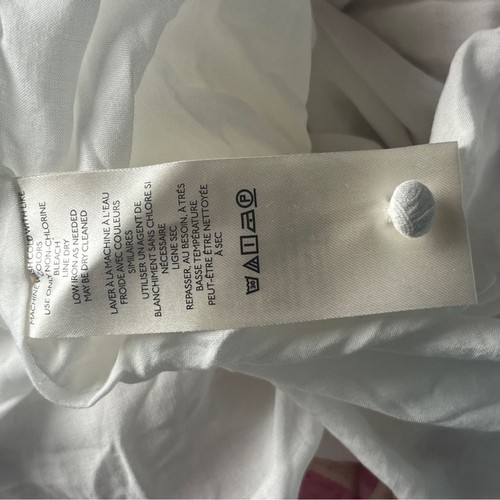 COLD WITH LIKE
COLORS
USE ONLY NON-CHLORINE
BLEACH
LINE DRY
LOW IRON AS NEEDED
MAY BE DRY CLEANED
LAVER À LA MACHINE À L'EAU
FROIDE AVEC COULEURS
SIMILAIRES
UTILISER UN AGENT DE
BLANCHIMENT SANS CHLORE SI
NÉCESSAIRE
LIGNE SEC
REPASSER, AU BESOIN, À TRÈS
BASSE TEMPÉRATURE
PEUT-ÊTRE ÊTRE NETTOYÉE
À SEC
P